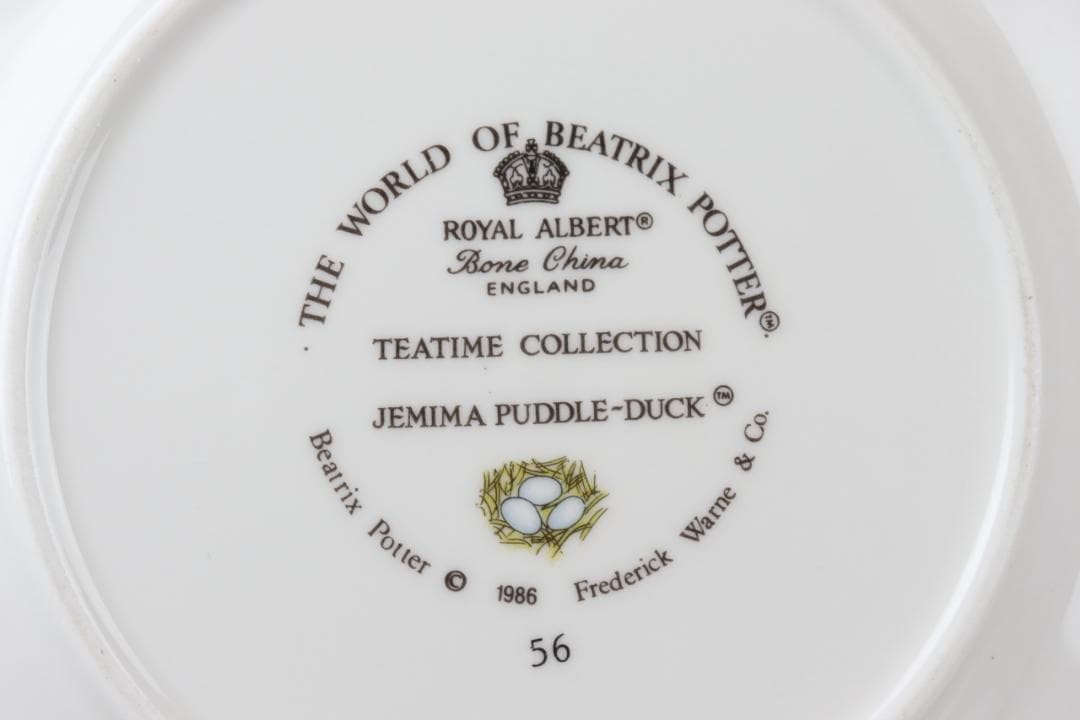 THE WORLD OF BEATRIX POTTER™.
ROYAL ALBERT®
Bone China
ENGLAND
TEATIME COLLECTION
JEMIMA PUDDLE-DUCK™
Beatrix Potter © 1986 Frederick Warne & Co.
56